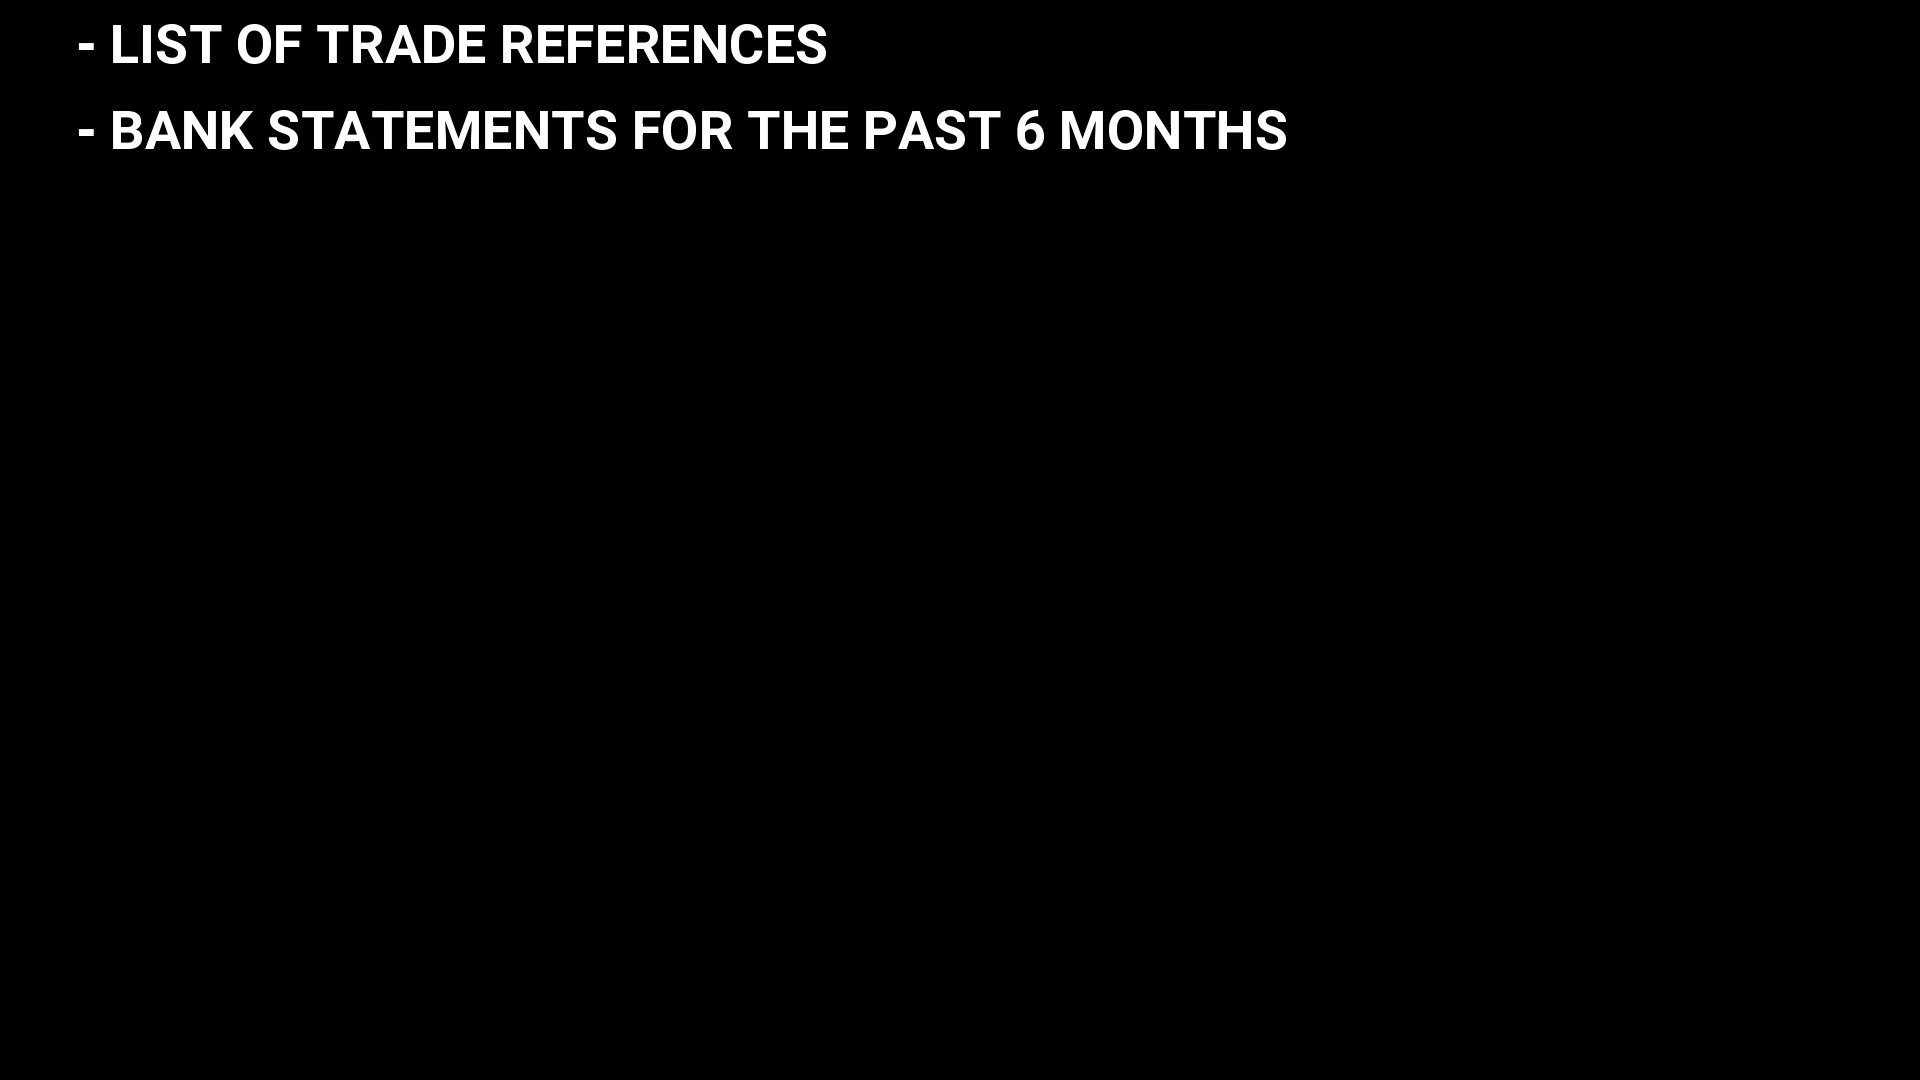 - LIST OF TRADE REFERENCES
- BANK STATEMENTS FOR THE PAST 6 MONTHS